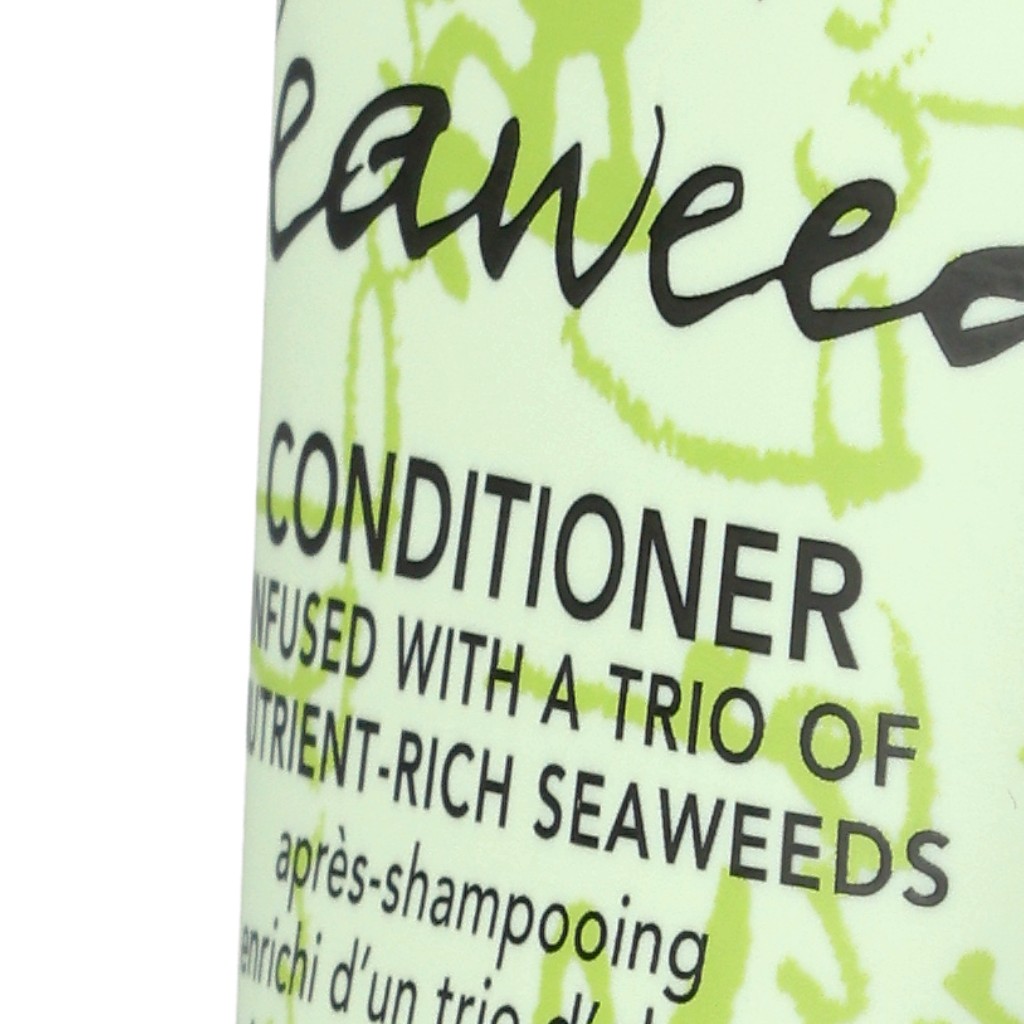 eawee
CONDITIONER
NFUSED WITH A TRIO OF
UTRIENT-RICH SEAWEEDS
après-shampooing
enrichi d'un trio